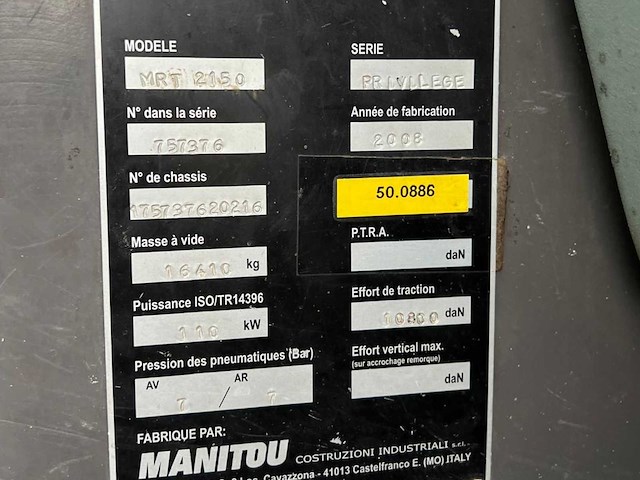 MODELE
MRT 2150
SERIE
PRIVILEGE
N° dans la série
757376
Année de fabrication
2008
N° de chassis
50.0886
Masse à vide
16410 kg
P.T.R.A.
daN
Puissance ISO/TR14396
110 kW
Effort de traction
daN
Pression des pneumatiques (Bar)
AV AR
7 / 7
Effort vertical max.
(sur accrochage remorque)
daN
FABRIQUE PAR:
MANITOU COSTRUZIONI INDUSTRIALI s.r.l.
Cavazzona - 41013 Castelfranco E. (MO) ITALY